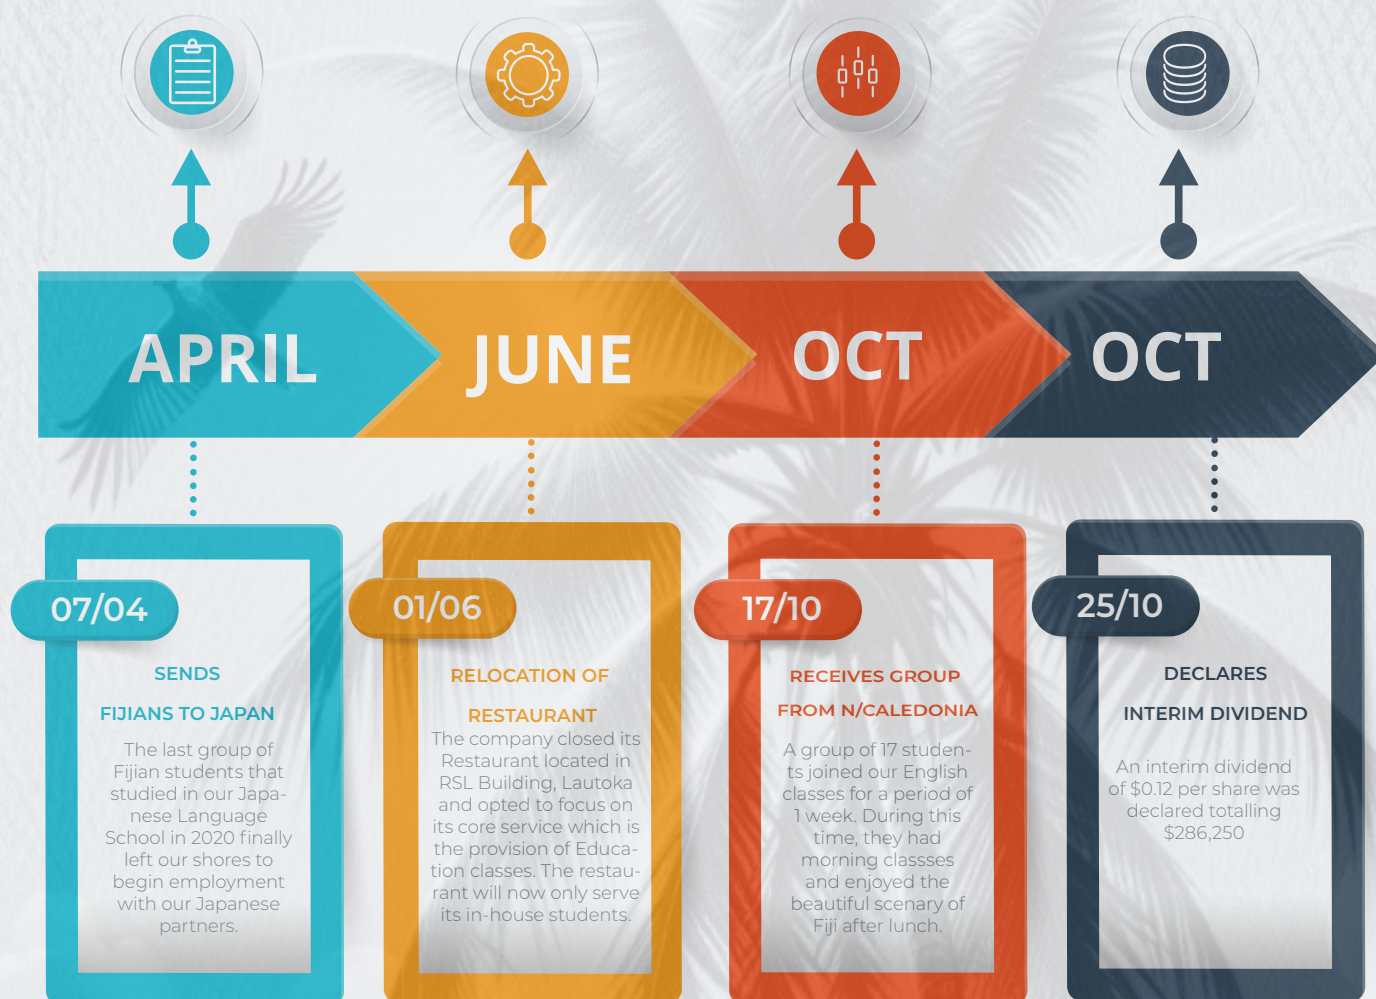 APRIL
JUNE
OCT
OCT
07/04
SENDS
FIJIANS TO JAPAN
The last group of
Fijian students that
studied in our Japa-
nese Language
School in 2020 finally
left our shores to
begin employment
with our Japanese
partners.
01/06
RELOCATION OF
RESTAURANT
The company closed its
Restaurant located in
RSL Building, Lautoka
and opted to focus on
its core service which is
the provision of Educa-
tion classes. The restau-
rant will now only serve
its in-house students.
17/10
RECEIVES GROUP
FROM N/CALEDONIA
A group of 17 studen-
ts joined our English
classes for a period of
1 week. During this
time, they had
morning classses
and enjoyed the
beautiful scenary of
Fiji after lunch.
25/10
DECLARES
INTERIM DIVIDEND
An interim dividend
of $0.12 per share was
declared totalling
$286,250